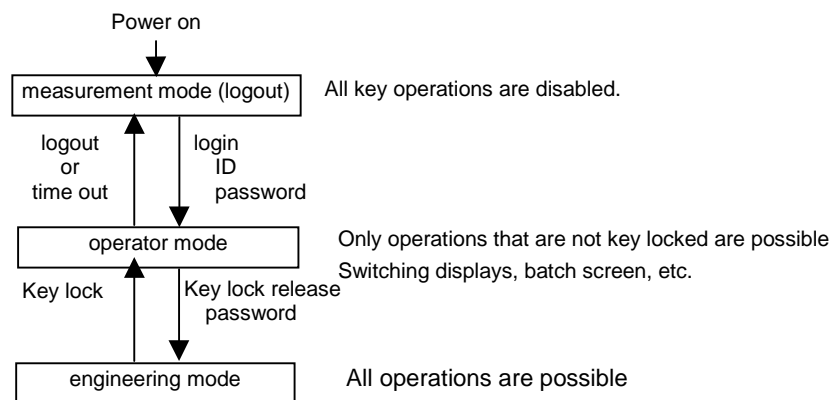 Power on
measurement mode (logout)
All key operations are disabled.
logout
or
time out
login
ID
password
operator mode
Only operations that are not key locked are possible
Switching displays, batch screen, etc.
Key lock
Key lock release
password
engineering mode
All operations are possible